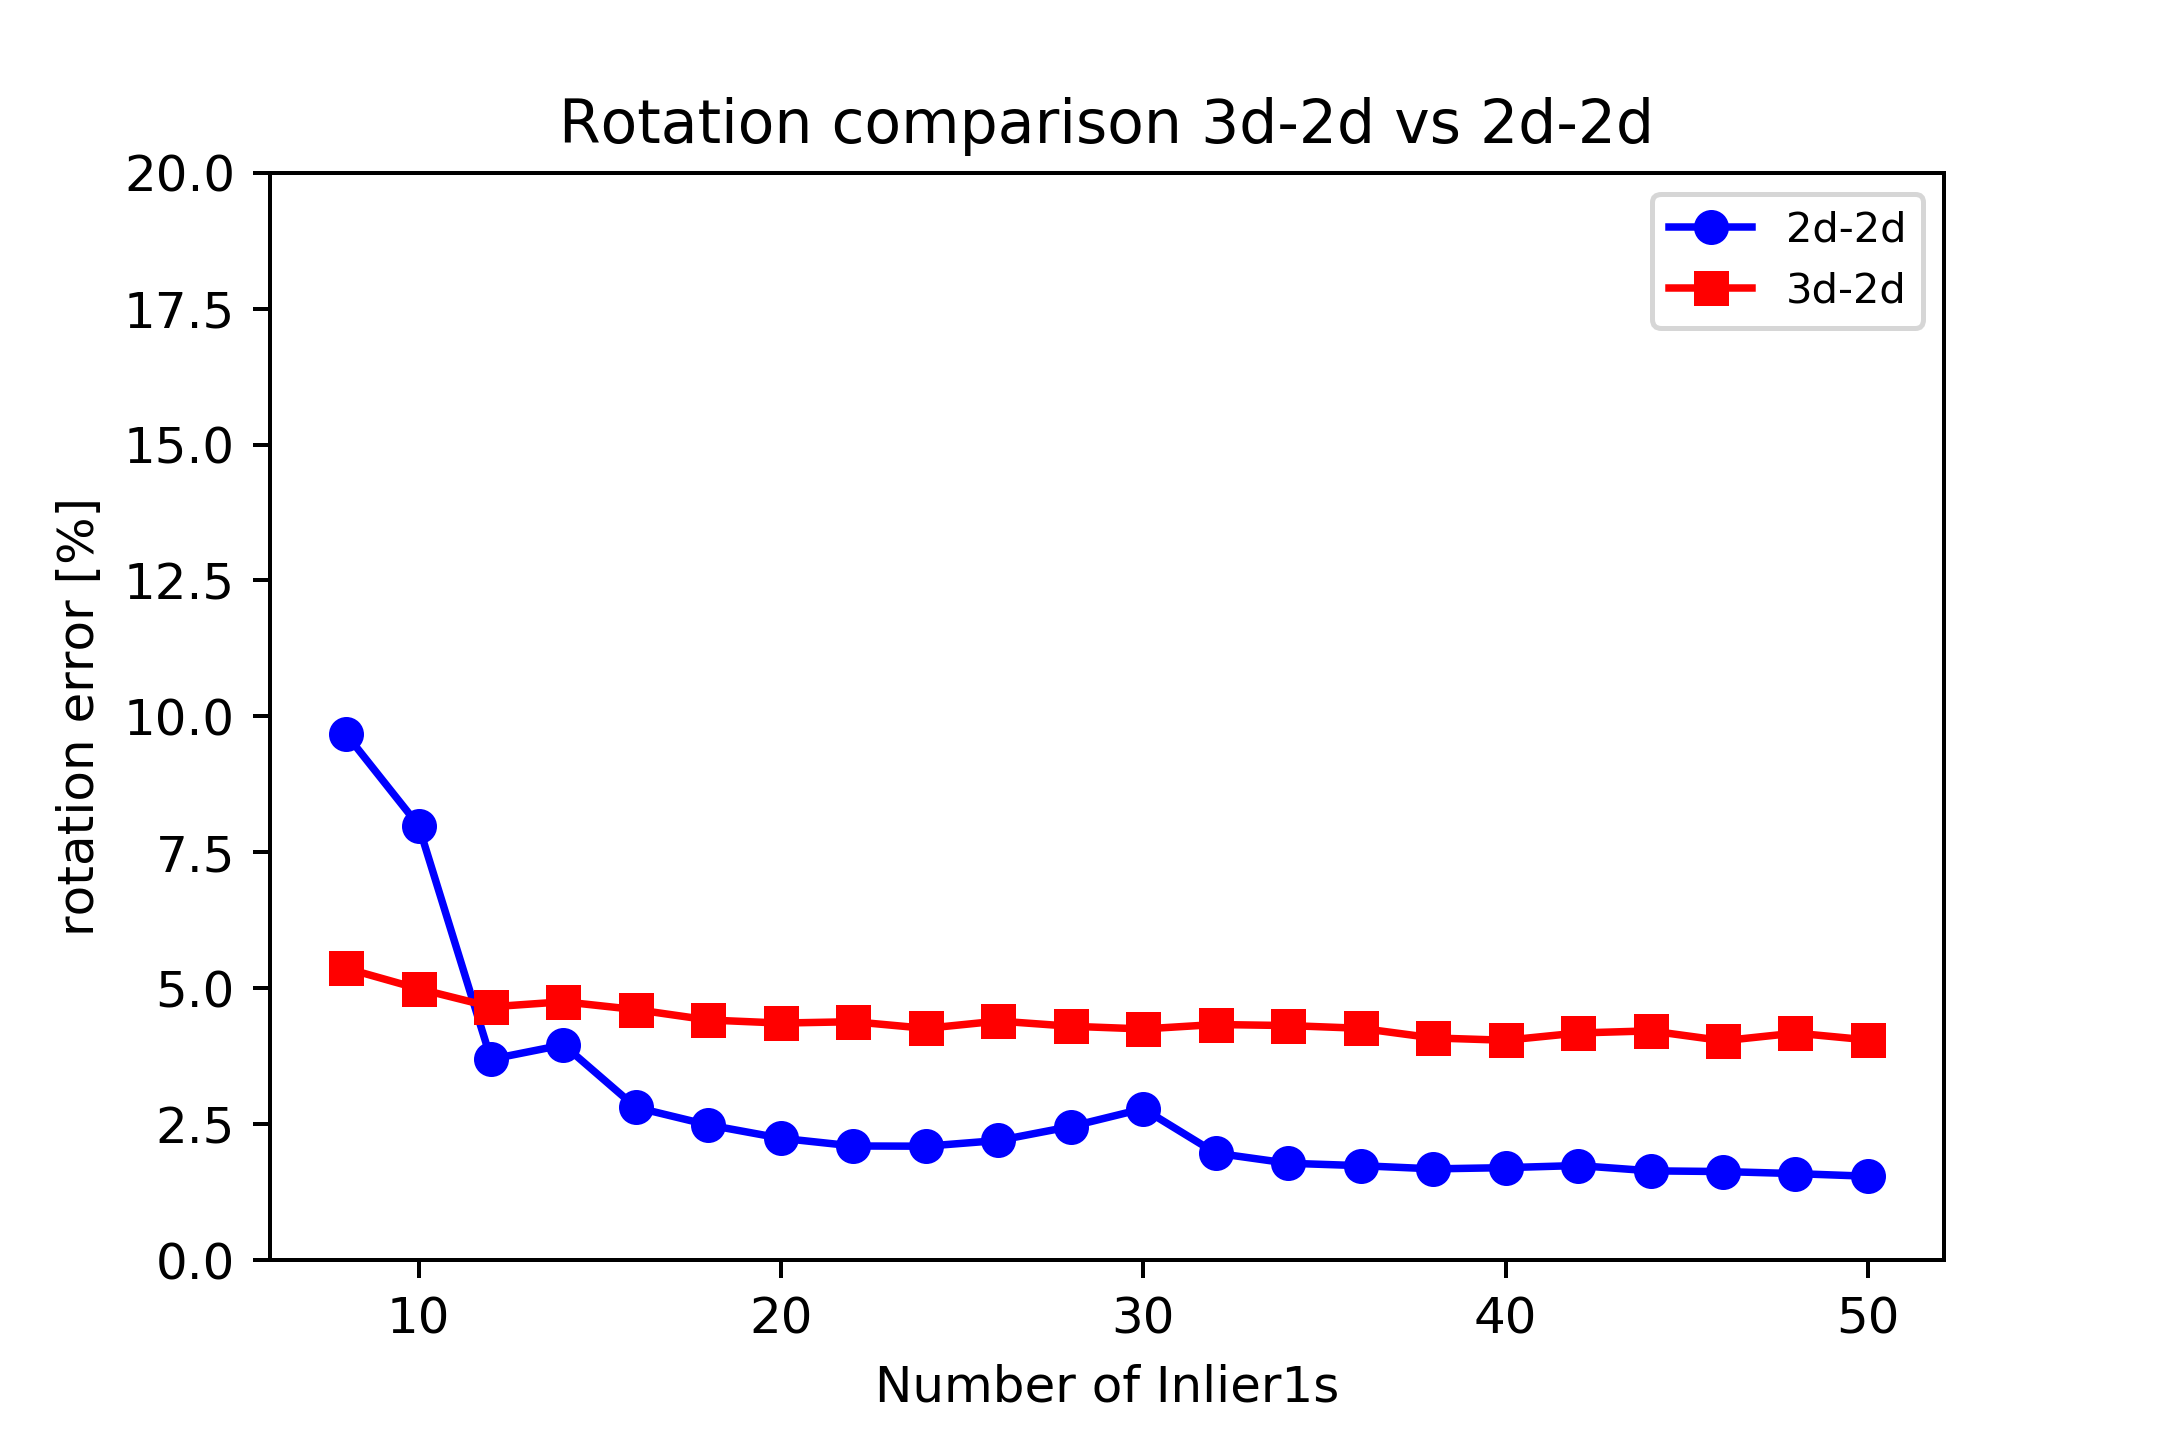 Rotation comparison 3d-2d vs 2d-2d
20.0
17.5
15.0
12.5
10.0
7.5
5.0
2.5
0.0
rotation error [%]
2d-2d
3d-2d
10 20 30 40 50
Number of Inlier1s